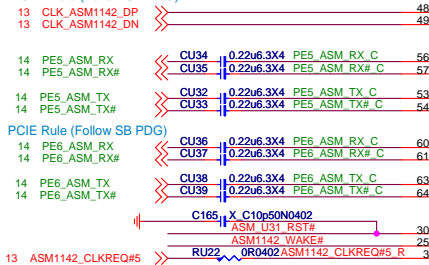 13 CLK_ASM1142_DP 48
13 CLK_ASM1142_DN 49
14 PE5_ASM_RX CU34 0.22u6.3X4 PE5_ASM_RX_C 56
14 PE5_ASM_RX# CU35 0.22u6.3X4 PE5_ASM_RX#_C 57
14 PE5_ASM_TX CU32 0.22u6.3X4 PE5_ASM_TX_C 53
14 PE5_ASM_TX# CU33 0.22u6.3X4 PE5_ASM_TX#_C 54
PCIE Rule (Follow SB PDG)
14 PE6_ASM_RX CU36 0.22u6.3X4 PE6_ASM_RX_C 60
14 PE6_ASM_RX# CU37 0.22u6.3X4 PE6_ASM_RX#_C 61
14 PE6_ASM_TX CU38 0.22u6.3X4 PE6_ASM_TX_C 63
14 PE6_ASM_TX# CU39 0.22u6.3X4 PE6_ASM_TX#_C 64
C165 X_C10p50N0402
ASM_U31_RST# 30
ASM1142_WAKE# 25
13 ASM1142_CLKREQ#5 RU22 0R0402 ASM1142_CLKREQ#5_R 3